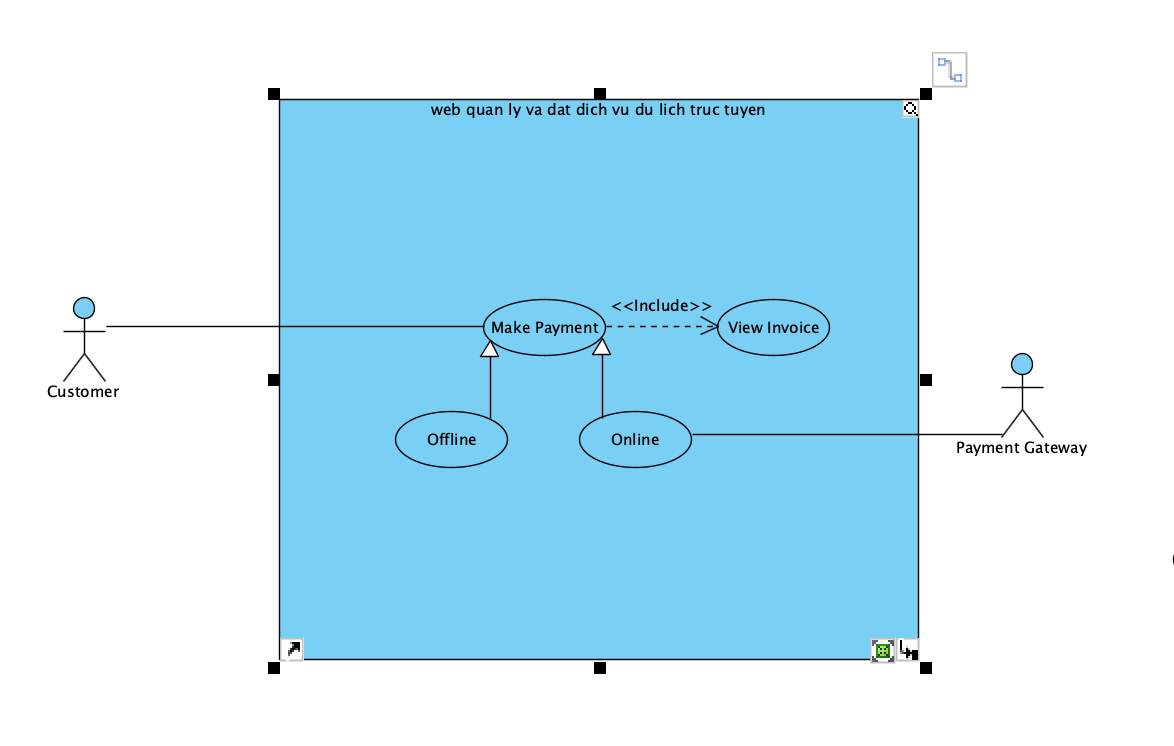 web quan ly va dat dich vu du lich truc tuyen
<<Include>>
Make Payment
View Invoice
Customer
Offline
Online
Payment Gateway